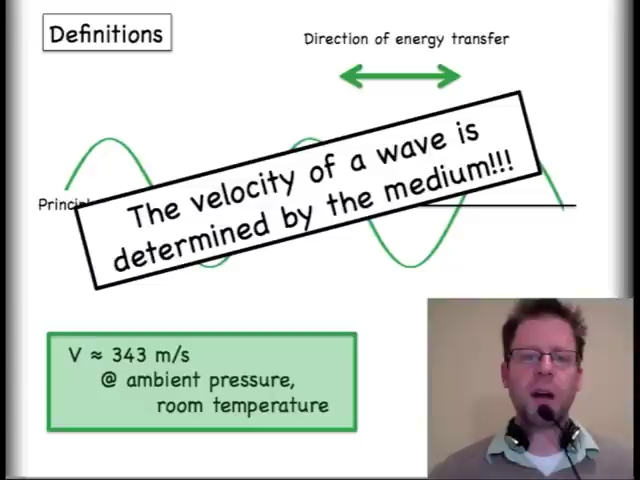 Definitions
Direction of energy transfer
Princip
The velocity of a wave is
determined by the medium!!!
V ≈ 343 m/s
@ ambient pressure,
room temperature